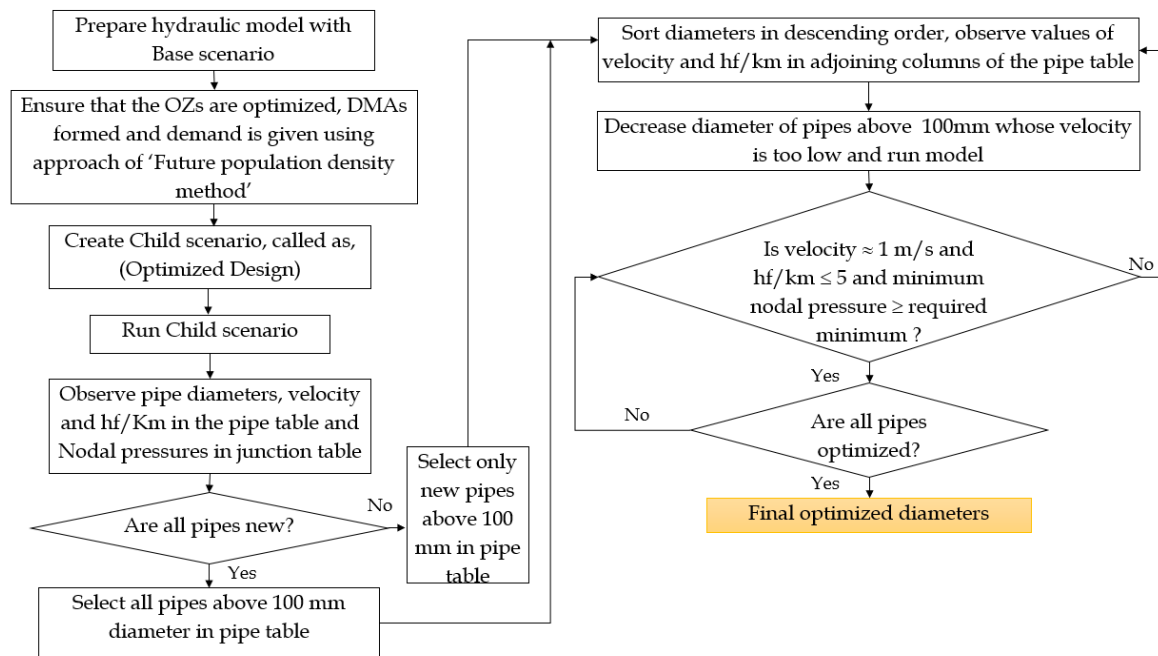 Prepare hydraulic model with
Base scenario
Ensure that the OZs are optimized, DMAs
formed and demand is given using
approach of ‘Future population density
method’
Create Child scenario, called as,
(Optimized Design)
Run Child scenario
Observe pipe diameters, velocity
and hf/Km in the pipe table and
Nodal pressures in junction table
Are all pipes new?
No
Yes
Select only
new pipes
above 100
mm in pipe
table
Select all pipes above 100 mm
diameter in pipe table
Sort diameters in descending order, observe values of
velocity and hf/km in adjoining columns of the pipe table
Decrease diameter of pipes above 100mm whose velocity
is too low and run model
Is velocity ≈ 1 m/s and
hf/km ≤ 5 and minimum
nodal pressure ≥ required
minimum ?
No
Yes
Are all pipes
optimized?
No
Yes
Final optimized diameters